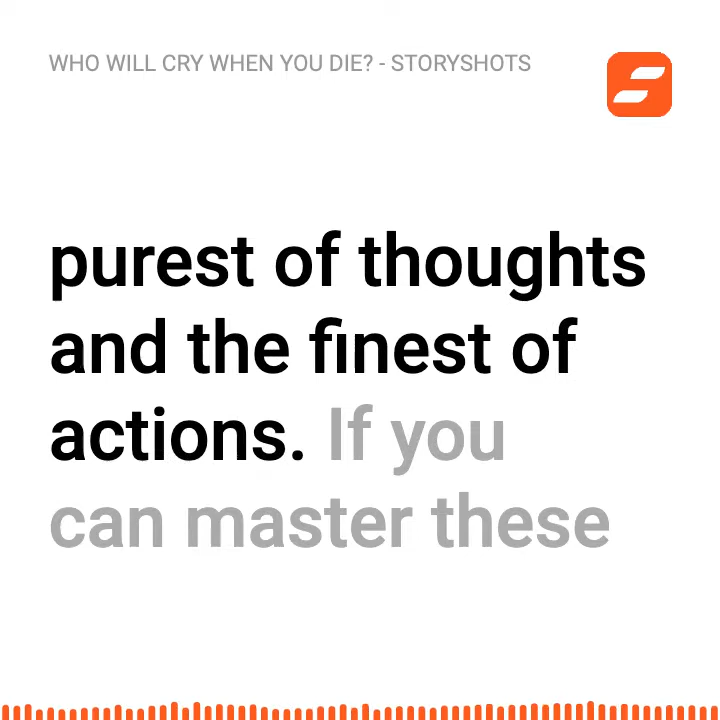 WHO WILL CRY WHEN YOU DIE? - STORYSHOTS
purest of thoughts
and the finest of
actions. If you
can master these